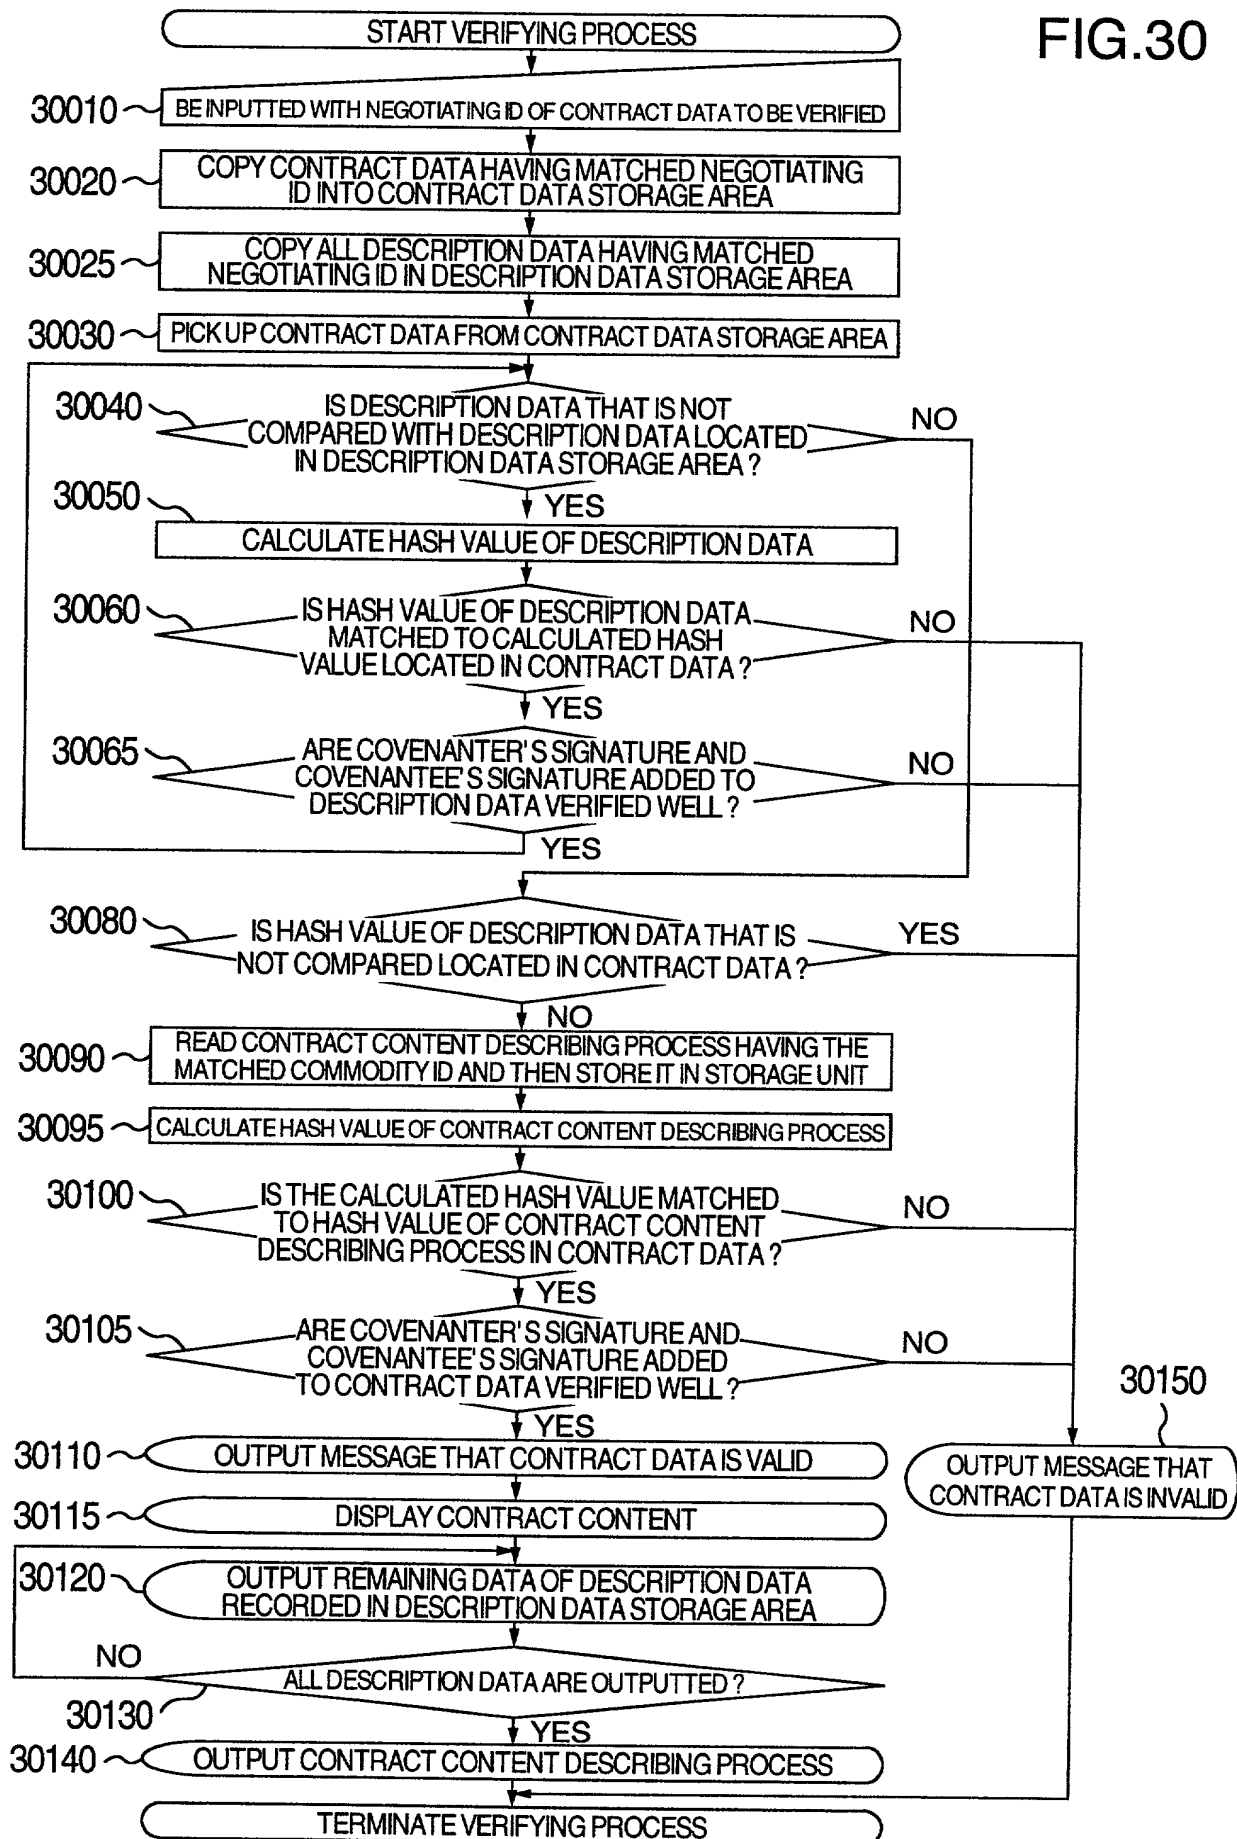 FIG.30
START VERIFYING PROCESS
30010
BE INPUTTED WITH NEGOTIATING ID OF CONTRACT DATA TO BE VERIFIED
30020
COPY CONTRACT DATA HAVING MATCHED NEGOTIATING
ID INTO CONTRACT DATA STORAGE AREA
30025
COPY ALL DESCRIPTION DATA HAVING MATCHED
NEGOTIATING ID IN DESCRIPTION DATA STORAGE AREA
30030
PICK UP CONTRACT DATA FROM CONTRACT DATA STORAGE AREA
30040
IS DESCRIPTION DATA THAT IS NOT
COMPARED WITH DESCRIPTION DATA LOCATED
IN DESCRIPTION DATA STORAGE AREA ?
NO
YES
30050
CALCULATE HASH VALUE OF DESCRIPTION DATA
30060
IS HASH VALUE OF DESCRIPTION DATA
MATCHED TO CALCULATED HASH
VALUE LOCATED IN CONTRACT DATA ?
NO
YES
30065
ARE COVENANTER'S SIGNATURE AND
COVENANTEE'S SIGNATURE ADDED TO
DESCRIPTION DATA VERIFIED WELL ?
NO
YES
30080
IS HASH VALUE OF DESCRIPTION DATA THAT IS
NOT COMPARED LOCATED IN CONTRACT DATA ?
YES
NO
30090
READ CONTRACT CONTENT DESCRIBING PROCESS HAVING THE
MATCHED COMMODITY ID AND THEN STORE IT IN STORAGE UNIT
30095
CALCULATE HASH VALUE OF CONTRACT CONTENT DESCRIBING PROCESS
30100
IS THE CALCULATED HASH VALUE MATCHED
TO HASH VALUE OF CONTRACT CONTENT
DESCRIBING PROCESS IN CONTRACT DATA ?
NO
YES
30105
ARE COVENANTER'S SIGNATURE AND
COVENANTEE'S SIGNATURE ADDED
TO CONTRACT DATA VERIFIED WELL ?
NO
YES
30110
OUTPUT MESSAGE THAT CONTRACT DATA IS VALID
30150
OUTPUT MESSAGE THAT
CONTRACT DATA IS INVALID
30115
DISPLAY CONTRACT CONTENT
30120
OUTPUT REMAINING DATA OF DESCRIPTION DATA
RECORDED IN DESCRIPTION DATA STORAGE AREA
NO
30130
ALL DESCRIPTION DATA ARE OUTPUTTED ?
YES
30140
OUTPUT CONTRACT CONTENT DESCRIBING PROCESS
TERMINATE VERIFYING PROCESS